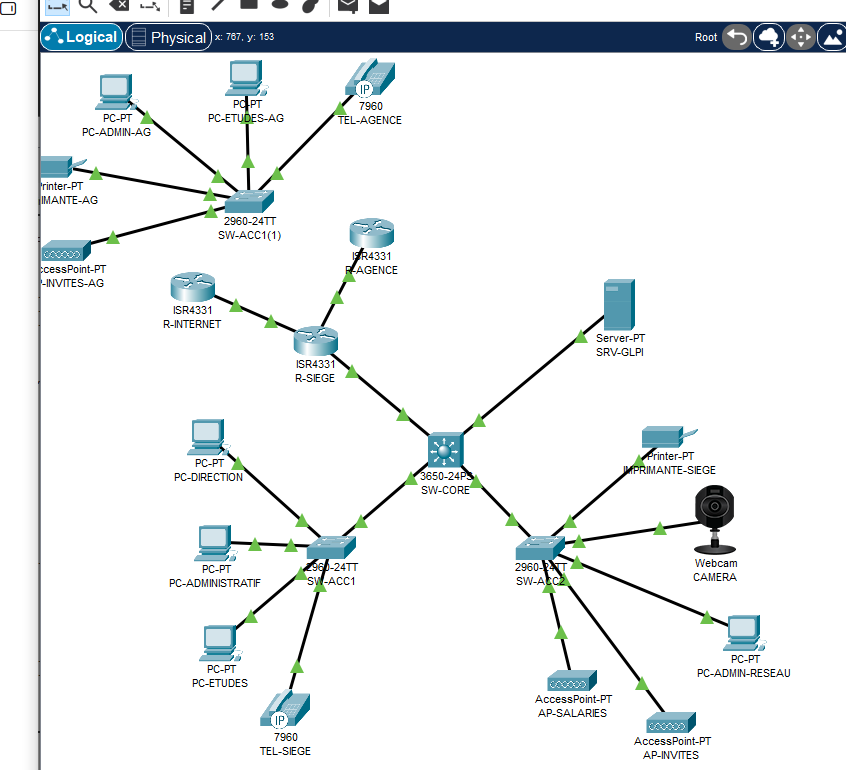 Logical
Physical
x: 767, y: 153
Root
PC-PT
PC-ADMIN-AG
PC-PT
PC-ETUDES-AG
IP
7960
TEL-AGENCE
rinter-PT
IMANTE-AG
2960-24TT
SW-ACC1(1)
ccessPoint-PT
-INVITES-AG
ISR4331
R-AGENCE
ISR4331
R-INTERNET
ISR4331
R-SIEGE
Server-PT
SRV-GLPI
PC-PT
PC-DIRECTION
3650-24PS
SW-CORE
Printer-PT
IMPRIMANTE-SIEGE
PC-PT
PC-ADMINISTRATIF
2960-24TT
SW-ACC1
2960-24TT
SW-ACC2
Webcam
CAMERA
PC-PT
PC-ETUDES
PC-PT
PC-ADMIN-RESEAU
AccessPoint-PT
AP-SALARIES
IP
7960
TEL-SIEGE
AccessPoint-PT
AP-INVITES